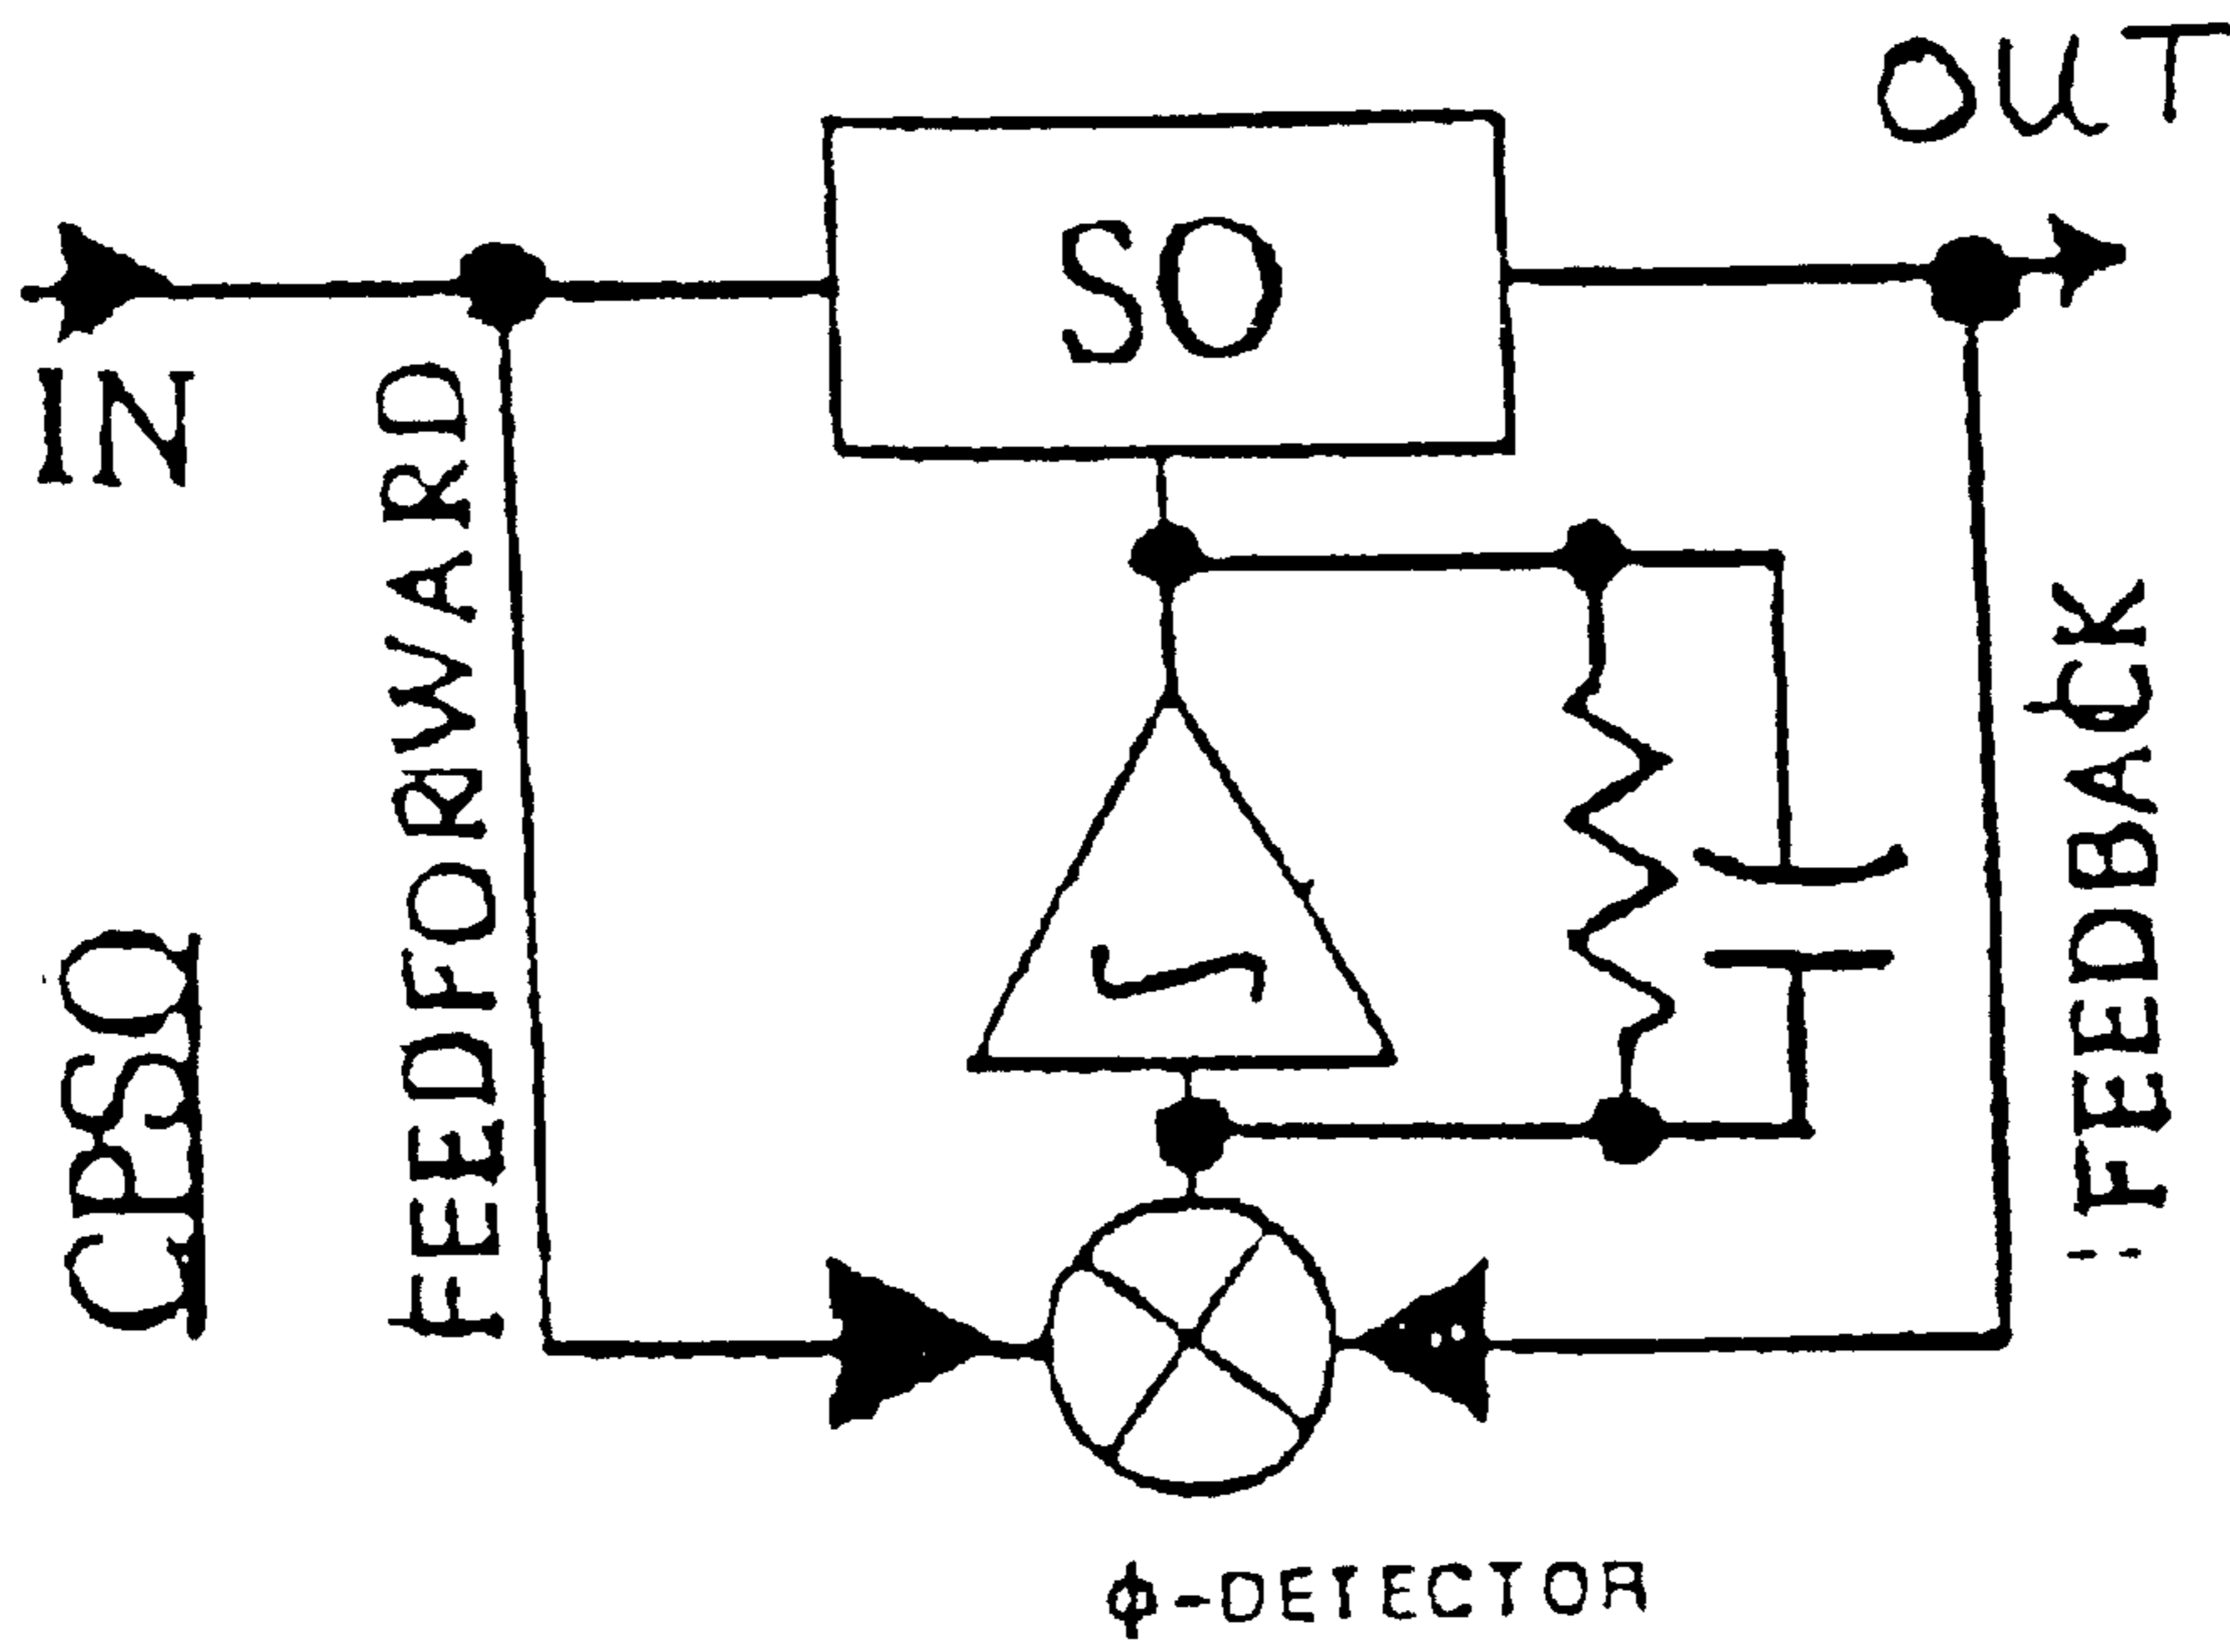 OUT
SO
IN
FEEDFORWARD
FEEDBACK
CPSO
∫
ϕ-DETECTOR